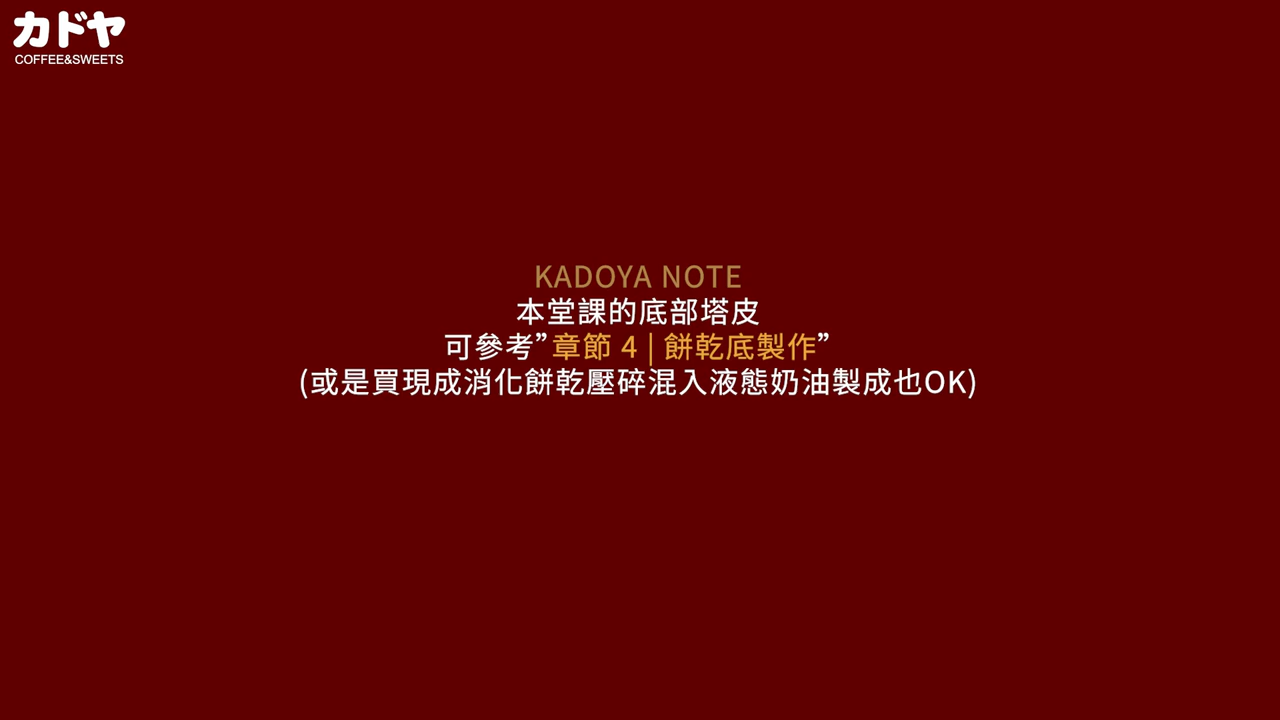 カドヤ
COFFEE&SWEETS
KADOYA NOTE
本堂課的底部塔皮
可參考”章節 4 | 餅乾底製作”
(或是買現成消化餅乾壓碎混入液態奶油製成也OK)